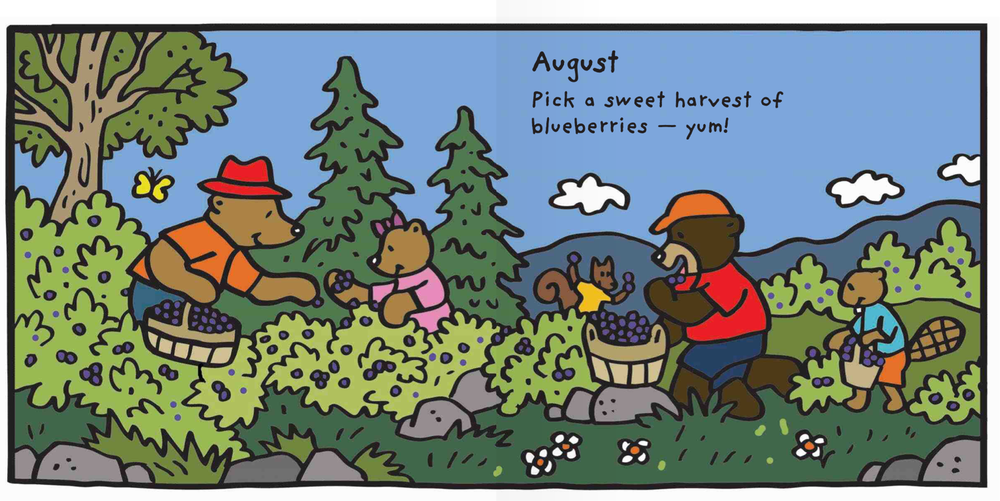 August
Pick a sweet harvest of
blueberries — yum!